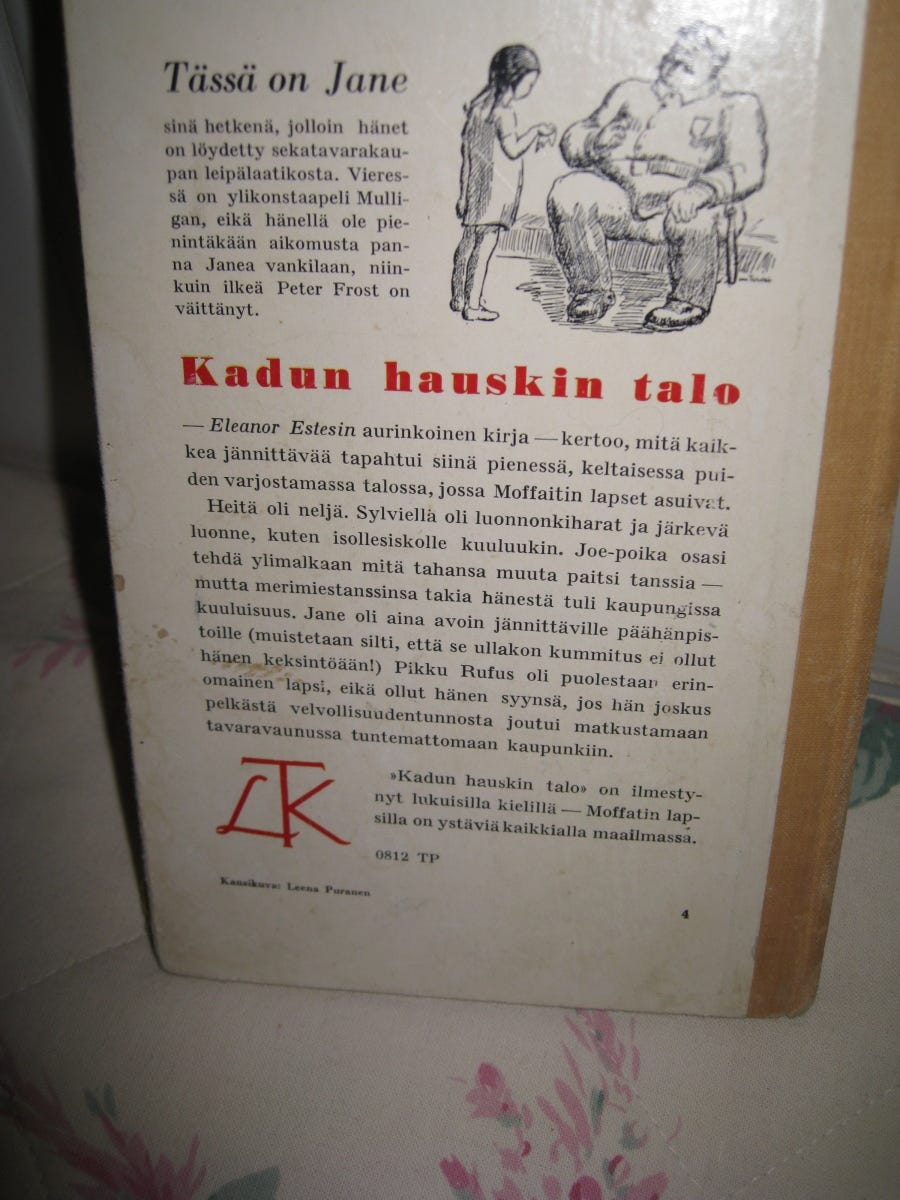 Tässä on Jane
sinä hetkenä, jolloin hänet
on löydetty sekatavarakau-
pan leipälaatikosta. Vieres-
sä on ylikonstaapeli Mulli-
gan, eikä hänellä ole pie-
nintäkään aikomusta pan-
na Janea vankilaan, niin-
kuin ilkeä Peter Frost on
väittänyt.
Kadun hauskin talo
— Eleanor Estesin aurinkoinen kirja — kertoo, mitä kaik-
kea jännittävää tapahtui siinä pienessä, keltaisessa pui-
den varjostamassa talossa, jossa Moffaitin lapset asuivat.
Heitä oli neljä. Sylviellä oli luonnonkiharat ja järkevä
luonne, kuten isollesiskolle kuuluukin. Joe-poika osasi
tehdä ylimalkaan mitä tahansa muuta paitsi tanssia —
mutta merimiestanssinsa takia hänestä tuli kaupungissa
kuuluisuus. Jane oli aina avoin jännittäville päähänpis-
toille (muistetaan silti, että se ullakon kummitus ei ollut
hänen keksintöään!) Pikku Rufus oli puolestaan erin-
omainen lapsi, eikä ollut hänen syynsä, jos hän joskus
pelkästä velvollisuudentunnosta joutui matkustamaan
tavaravaunussa tuntemattomaan kaupunkiin.
LTK
»Kadun hauskin talo» on ilmesty-
nyt lukuisilla kielillä — Moffatin lap-
silla on ystäviä kaikkialla maailmassa.
0812 TP
Kansikuva: Leena Puranen
4